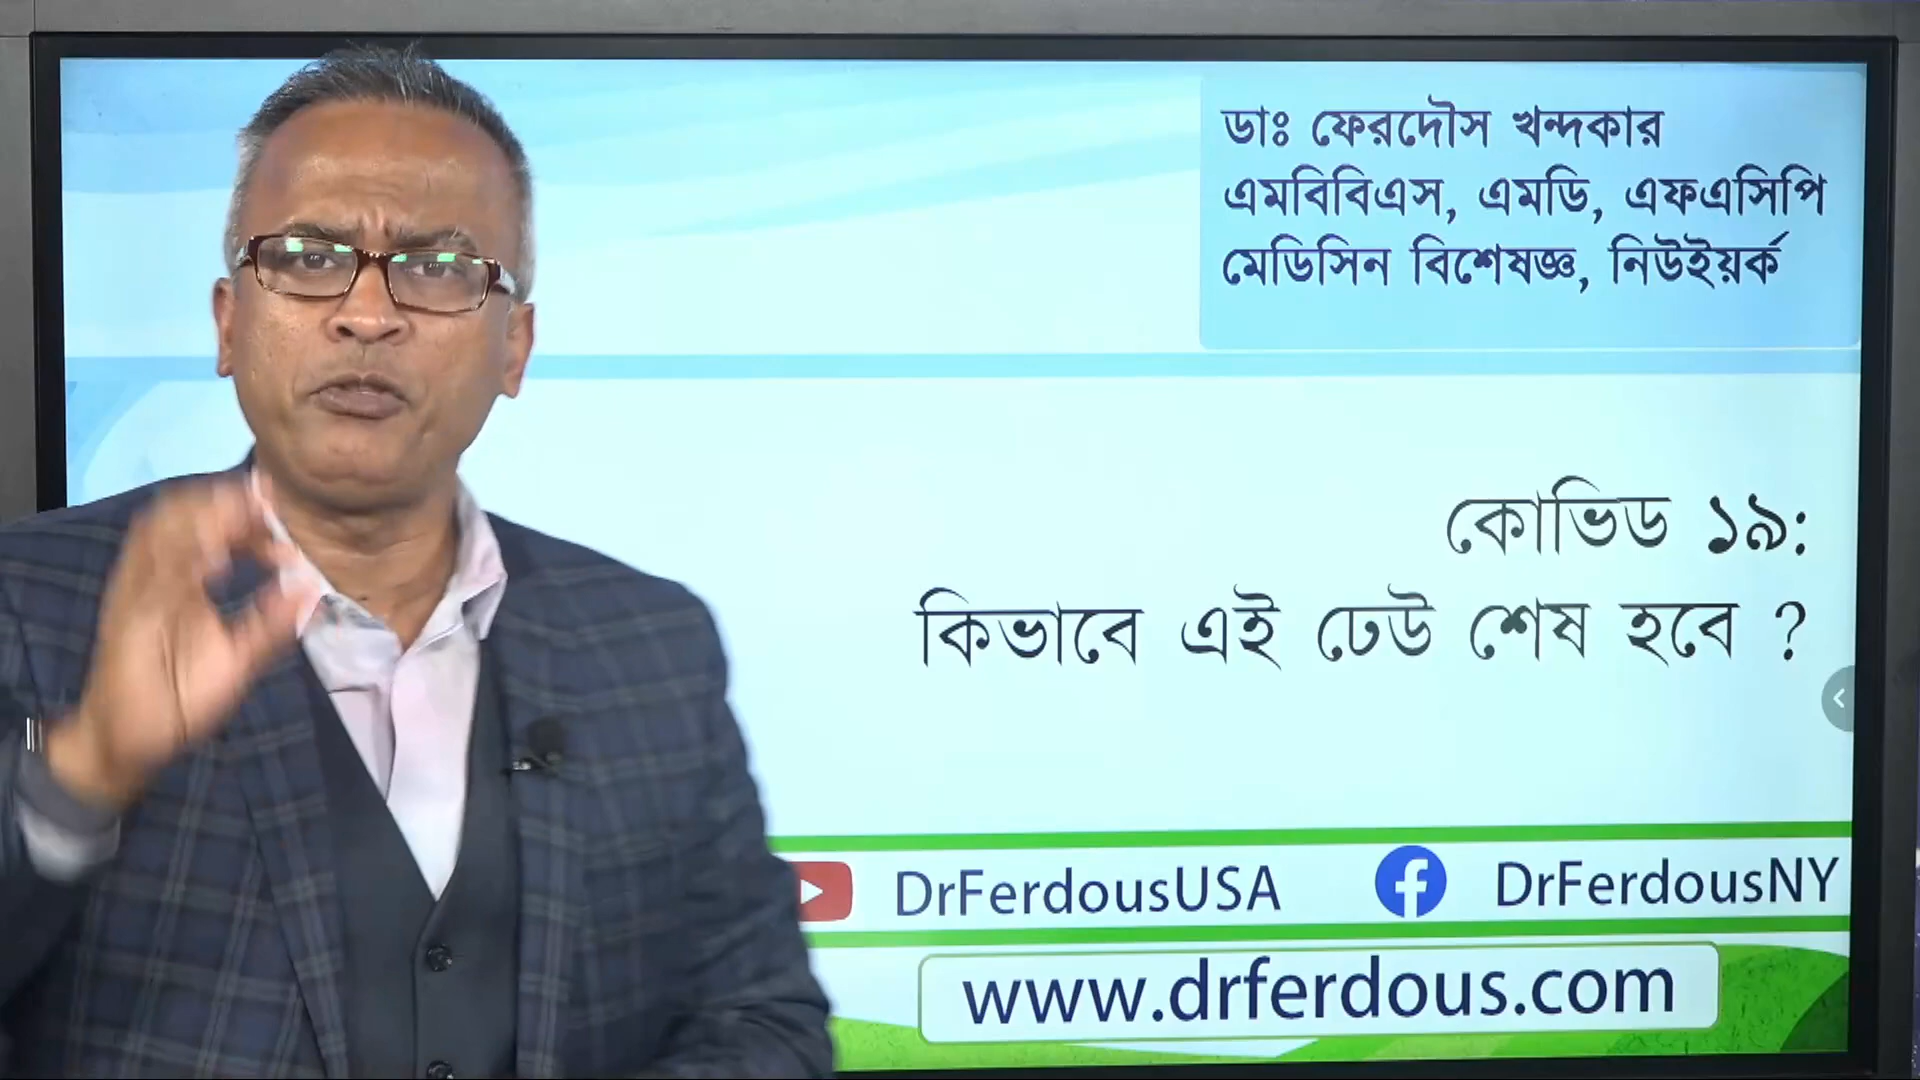 ডাঃ ফেরদৌস খন্দকার
এমবিবিএস, এমডি, এফএসিপি
মেডিসিন বিশেষজ্ঞ, নিউইয়র্ক
কোভিড ১৯:
কিভাবে এই ঢেউ শেষ হবে ?
DrFerdousUSA
DrFerdousNY
www.drferdous.com